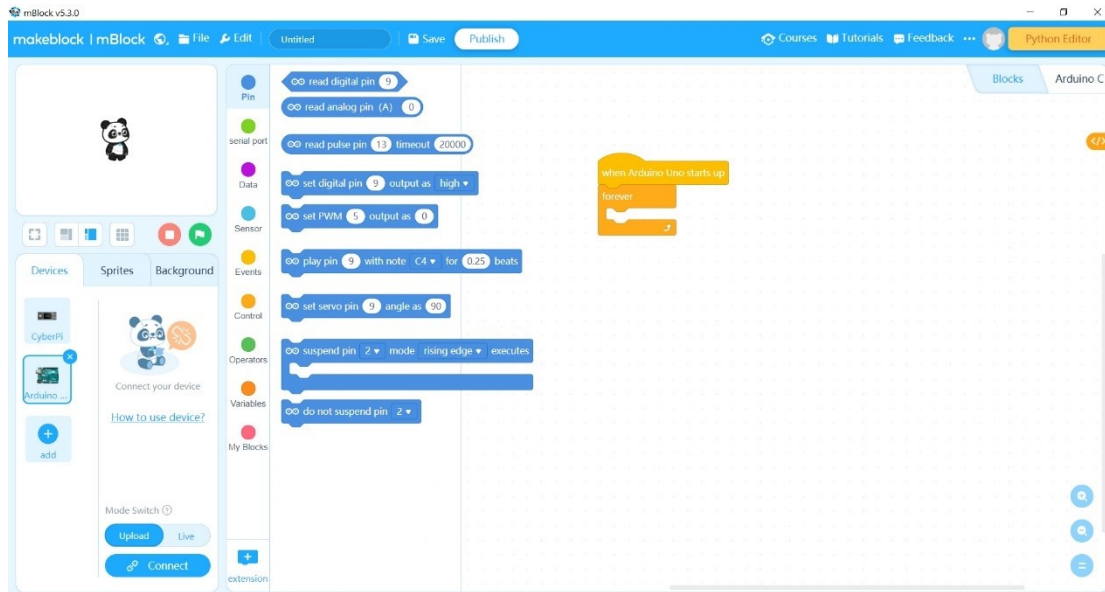 mBlock v5.3.0
makeblock | mBlock File Edit Untitled Save Publish Courses Tutorials Feedback ... Python Editor
Pin
serial port
Data
Sensor
Events
Control
Operators
Variables
My Blocks
extension
read digital pin 9
read analog pin (A) 0
read pulse pin 13 timeout 20000
set digital pin 9 output as high
set PWM 5 output as 0
play pin 9 with note C4 for 0.25 beats
set servo pin 9 angle as 90
suspend pin 2 mode rising edge executes
do not suspend pin 2
when Arduino Uno starts up
forever
Blocks Arduino C
</>
Devices Sprites Background
CyberPi
Arduino ...
add
Connect your device
How to use device?
Mode Switch ?
Upload Live
Connect